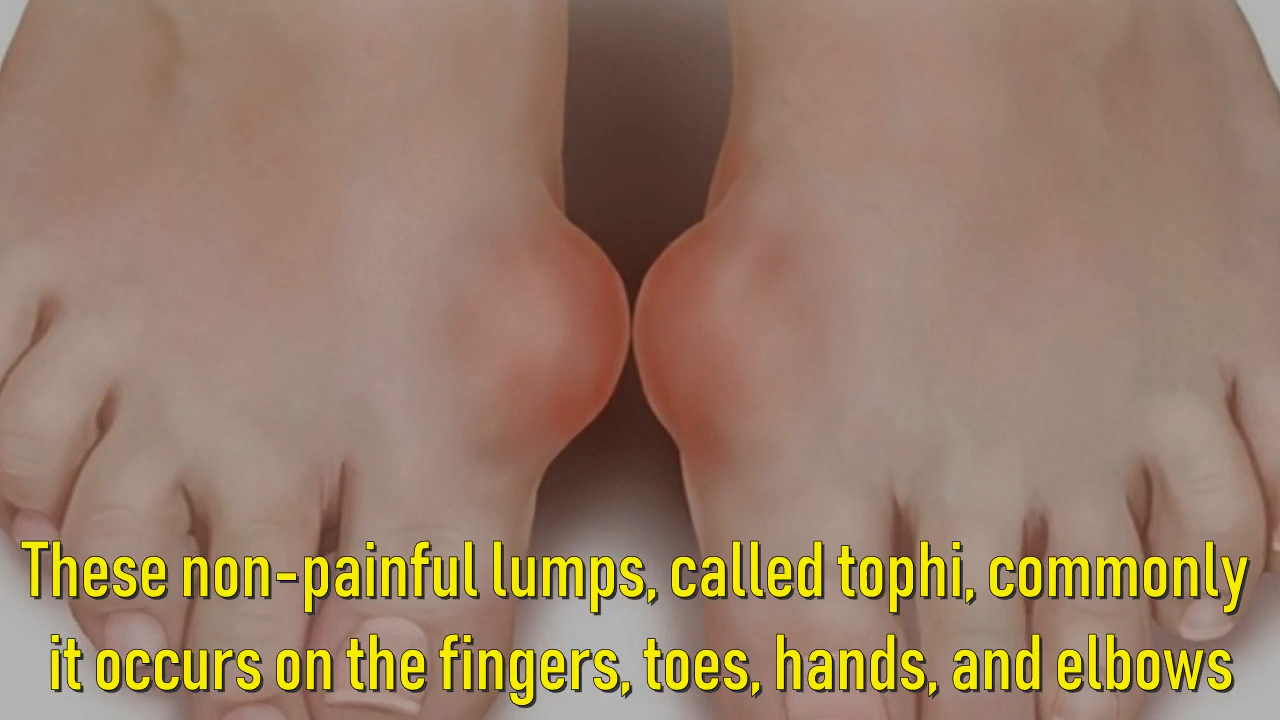 These non-painful lumps, called tophi, commonly
it occurs on the fingers, toes, hands, and elbows